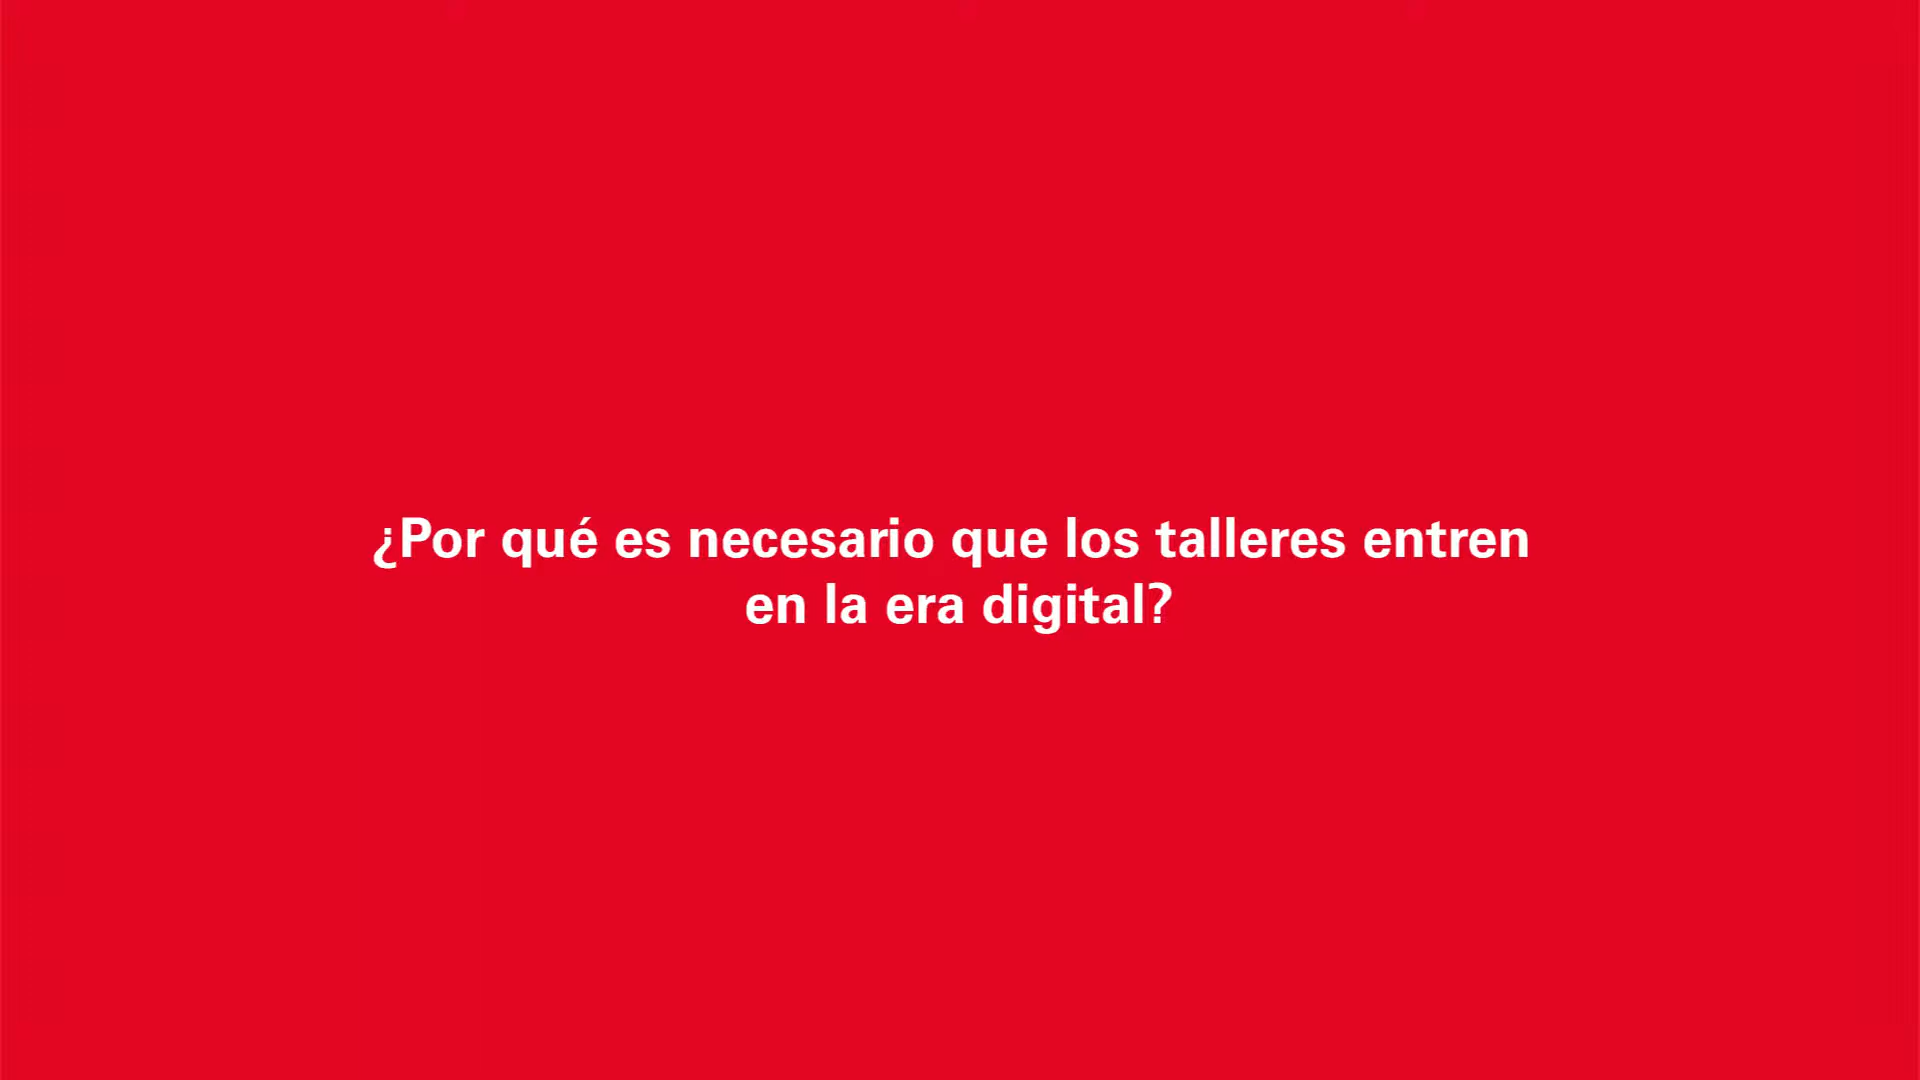 ¿Por qué es necesario que los talleres entren
en la era digital?